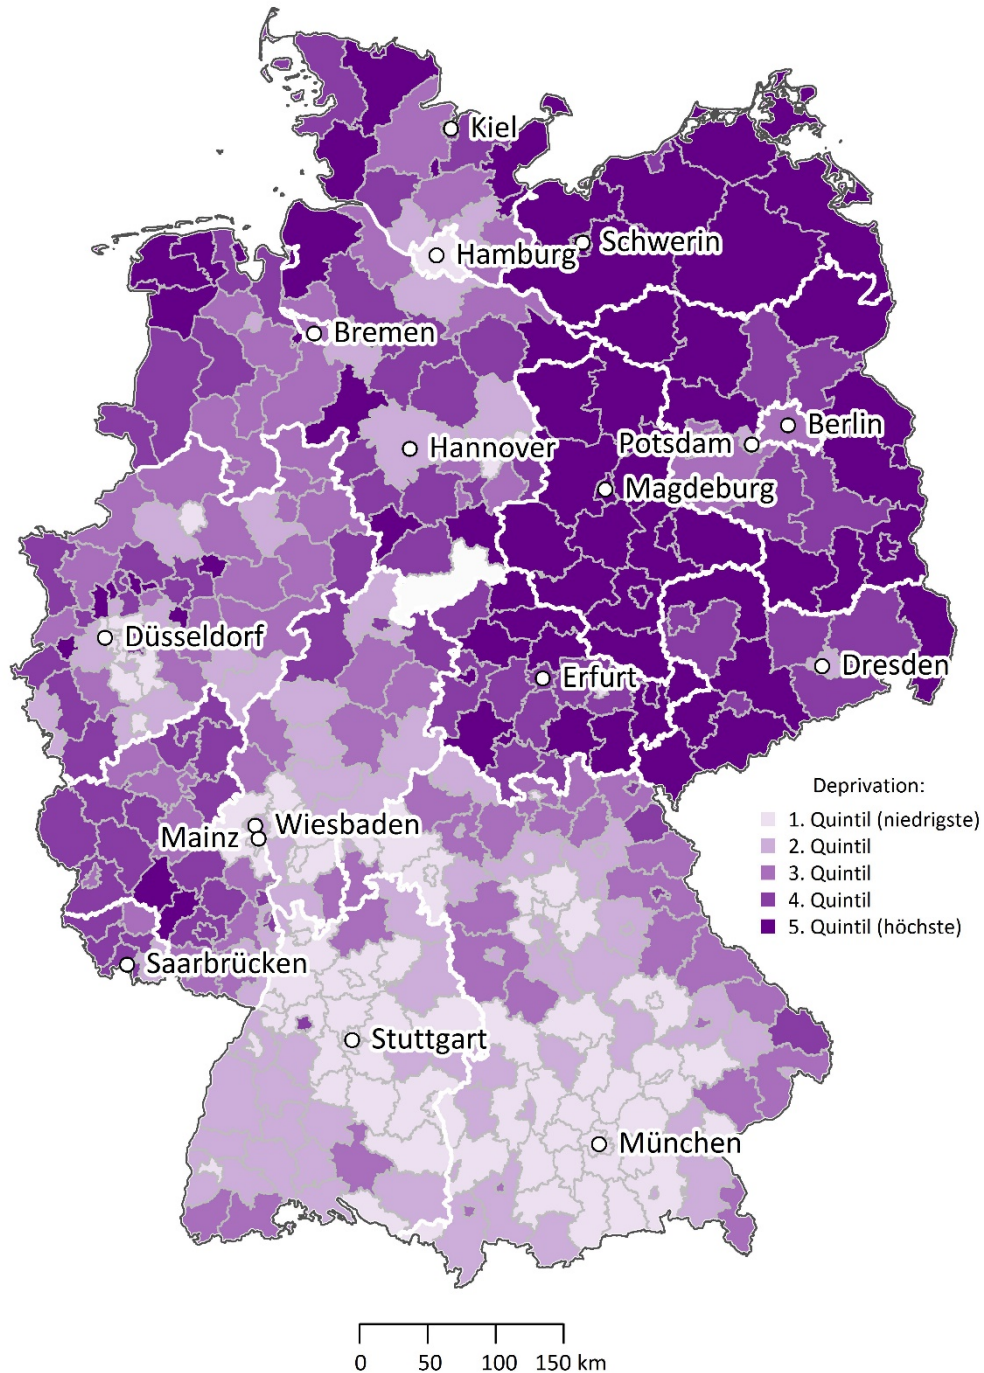 Kiel
Schwerin
Hamburg
Bremen
Berlin
Hannover
Potsdam
Magdeburg
Düsseldorf
Erfurt
Dresden
Deprivation:
1. Quintil (niedrigste)
2. Quintil
3. Quintil
4. Quintil
5. Quintil (höchste)
Wiesbaden
Mainz
Saarbrücken
Stuttgart
München
0 50 100 150 km